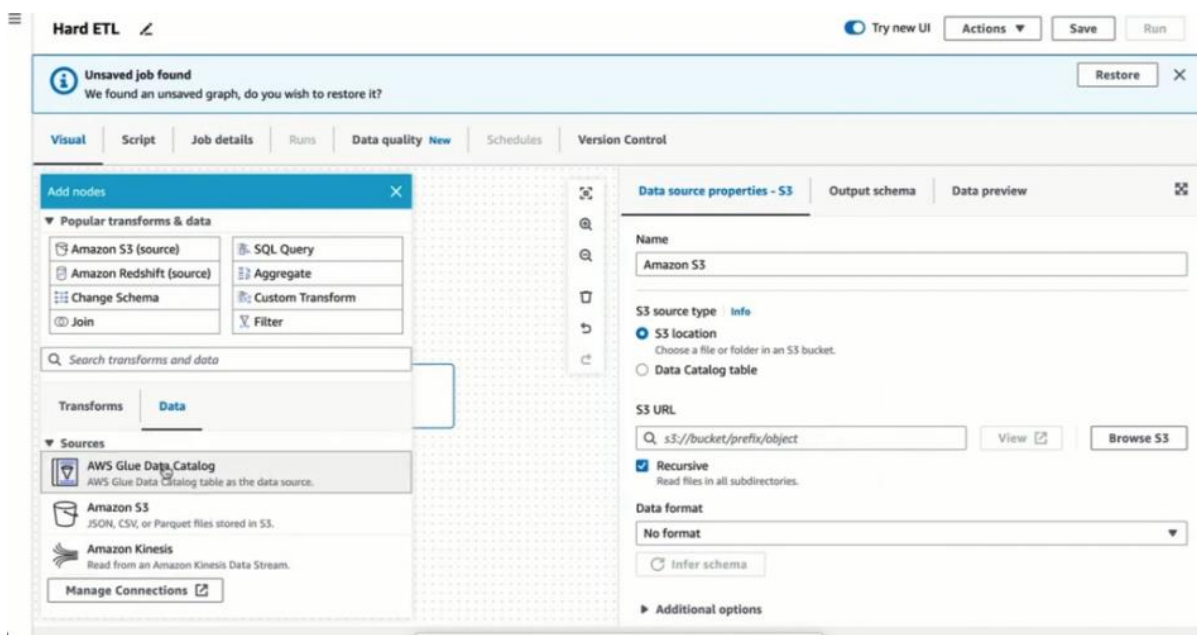 Hard ETL
Try new UI
Actions
Save
Run
Unsaved job found
We found an unsaved graph, do you wish to restore it?
Restore
Visual
Script
Job details
Runs
Data quality New
Schedules
Version Control
Add nodes
Popular transforms & data
Amazon S3 (source)
SQL Query
Amazon Redshift (source)
Aggregate
Change Schema
Custom Transform
Join
Filter
Search transforms and data
Transforms
Data
Sources
AWS Glue Data Catalog
AWS Glue Data Catalog table as the data source.
Amazon S3
JSON, CSV, or Parquet files stored in S3.
Amazon Kinesis
Read from an Amazon Kinesis Data Stream.
Manage Connections
Data source properties - S3
Output schema
Data preview
Name
Amazon S3
S3 source type
Info
S3 location
Choose a file or folder in an S3 bucket.
Data Catalog table
S3 URL
s3://bucket/prefix/object
View
Browse S3
Recursive
Read files in all subdirectories.
Data format
No format
Infer schema
Additional options